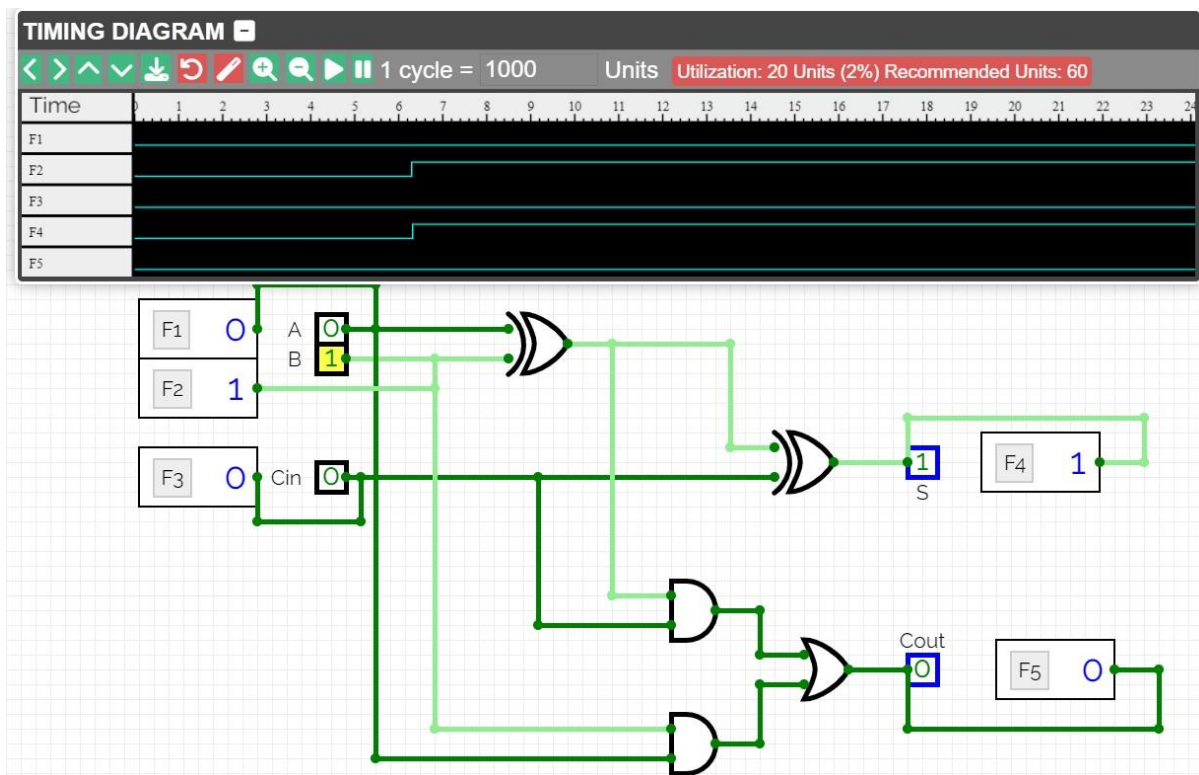 TIMING DIAGRAM
1 cycle = 1000 Units Utilization: 20 Units (2%) Recommended Units: 60
Time 0 1 2 3 4 5 6 7 8 9 10 11 12 13 14 15 16 17 18 19 20 21 22 23 24
F1
F2
F3
F4
F5
F1 0 A 0
B 1
F2 1
F3 0 Cin 0
1 F4 1
S
Cout
0 F5 0